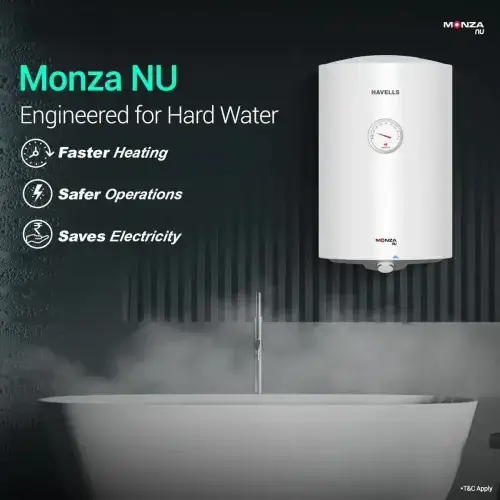 MONZA
NU
Monza NU
Engineered for Hard Water
Faster Heating
Safer Operations
Saves Electricity
HAVELLS
MONZA
NU
*T&C Apply